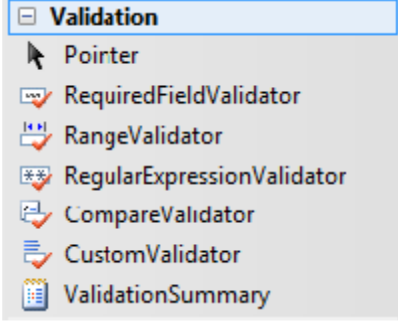 Validation
Pointer
RequiredFieldValidator
RangeValidator
RegularExpressionValidator
CompareValidator
CustomValidator
ValidationSummary